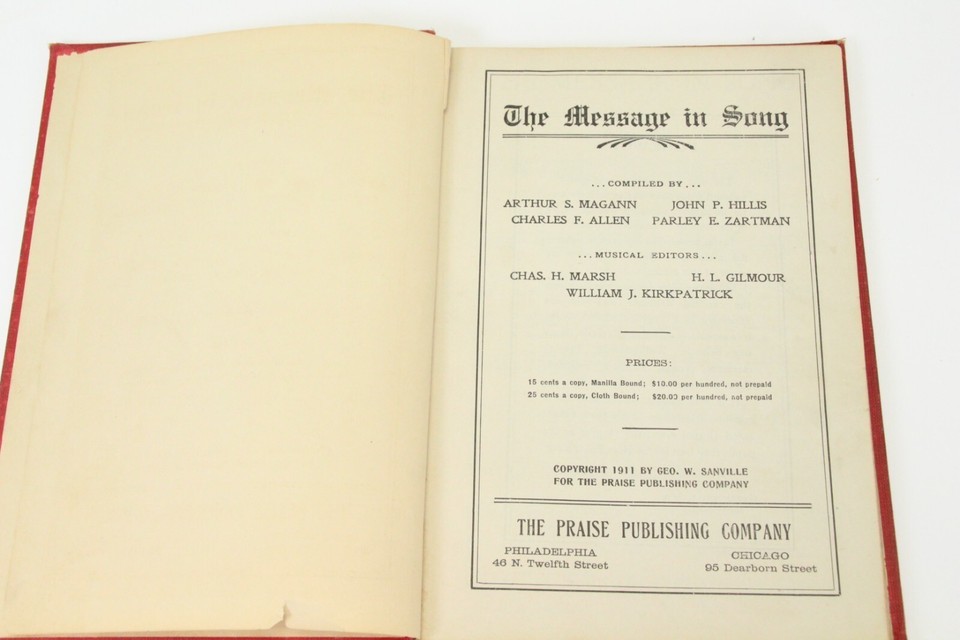 The Message in Song
...COMPILED BY...
ARTHUR S. MAGANN JOHN P. HILLIS
CHARLES F. ALLEN PARLEY E. ZARTMAN
...MUSICAL EDITORS...
CHAS. H. MARSH H. L. GILMOUR
WILLIAM J. KIRKPATRICK
PRICES:
15 cents a copy, Manilla Bound; $10.00 per hundred, not prepaid
25 cents a copy, Cloth Bound; $20.00 per hundred, not prepaid
COPYRIGHT 1911 BY GEO. W. SANVILLE
FOR THE PRAISE PUBLISHING COMPANY
THE PRAISE PUBLISHING COMPANY
PHILADELPHIA CHICAGO
46 N. Twelfth Street 95 Dearborn Street